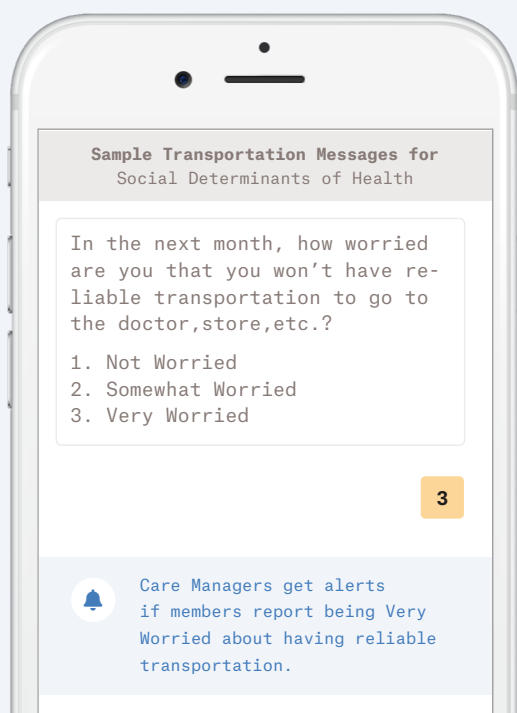 Sample Transportation Messages for
Social Determinants of Health
In the next month, how worried
are you that you won’t have re-
liable transportation to go to
the doctor,store,etc.?
1. Not Worried
2. Somewhat Worried
3. Very Worried
3
Care Managers get alerts
if members report being Very
Worried about having reliable
transportation.